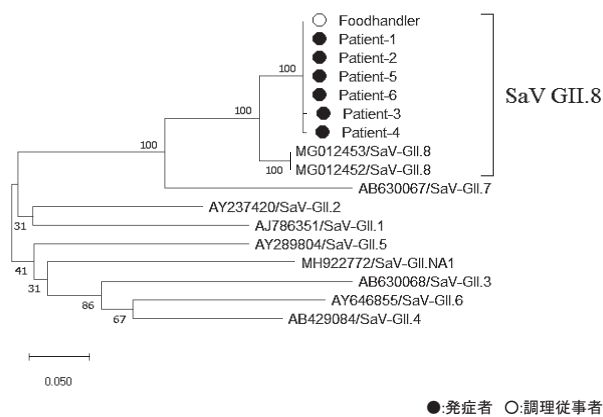 Foodhandler
Patient-1
Patient-2
Patient-5
Patient-6
Patient-3
Patient-4
MG012453/SaV-GII.8
MG012452/SaV-GII.8
AB630067/SaV-GII.7
AY237420/SaV-GII.2
AJ786351/SaV-GII.1
AY289804/SaV-GII.5
MH922772/SaV-GII.NA1
AB630068/SaV-GII.3
AY646855/SaV-GII.6
AB429084/SaV-GII.4
SaV GII.8
100
100
100
100
31
41
31
86
67
0.050
●:発症者 ○:調理従事者